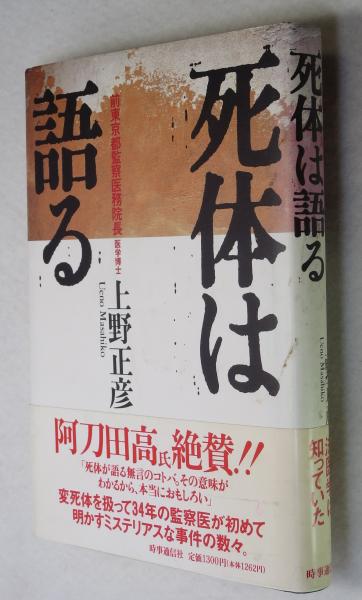 死体は
語る
前東京都監察医務院長
医学博士
上野正彦
Ueno Masahiko
阿刀田高氏絶賛!!
「死体が語る無言のコトバ。その意味が
わかるから、本当におもしろい」
変死体を扱って34年の監察医が初めて
明かすミステリアスな事件の数々。
時事通信社 定価1300円(本体1262円)
死体は語る
Ueno Masahiko
知っていた
時事通